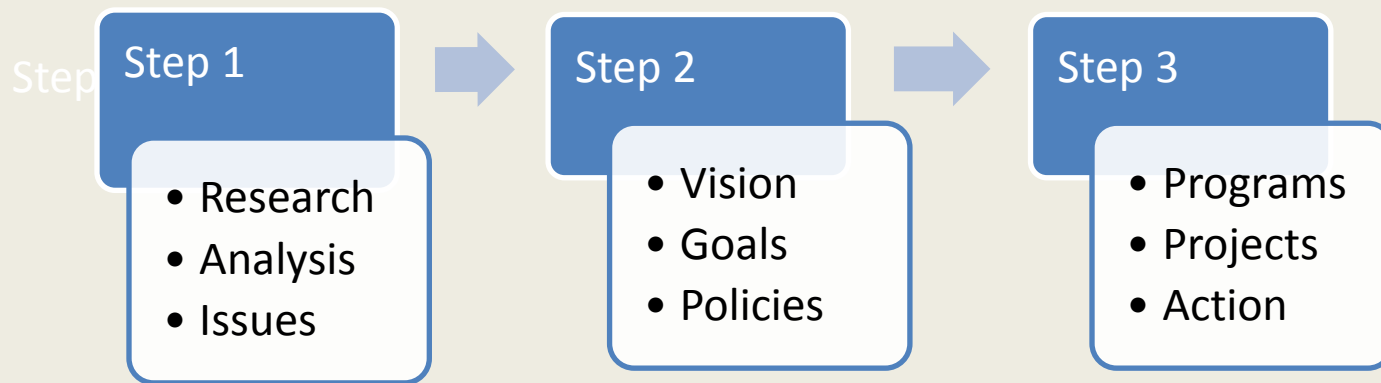 Step
Step 1
• Research
• Analysis
• Issues
Step 2
• Vision
• Goals
• Policies
Step 3
• Programs
• Projects
• Action